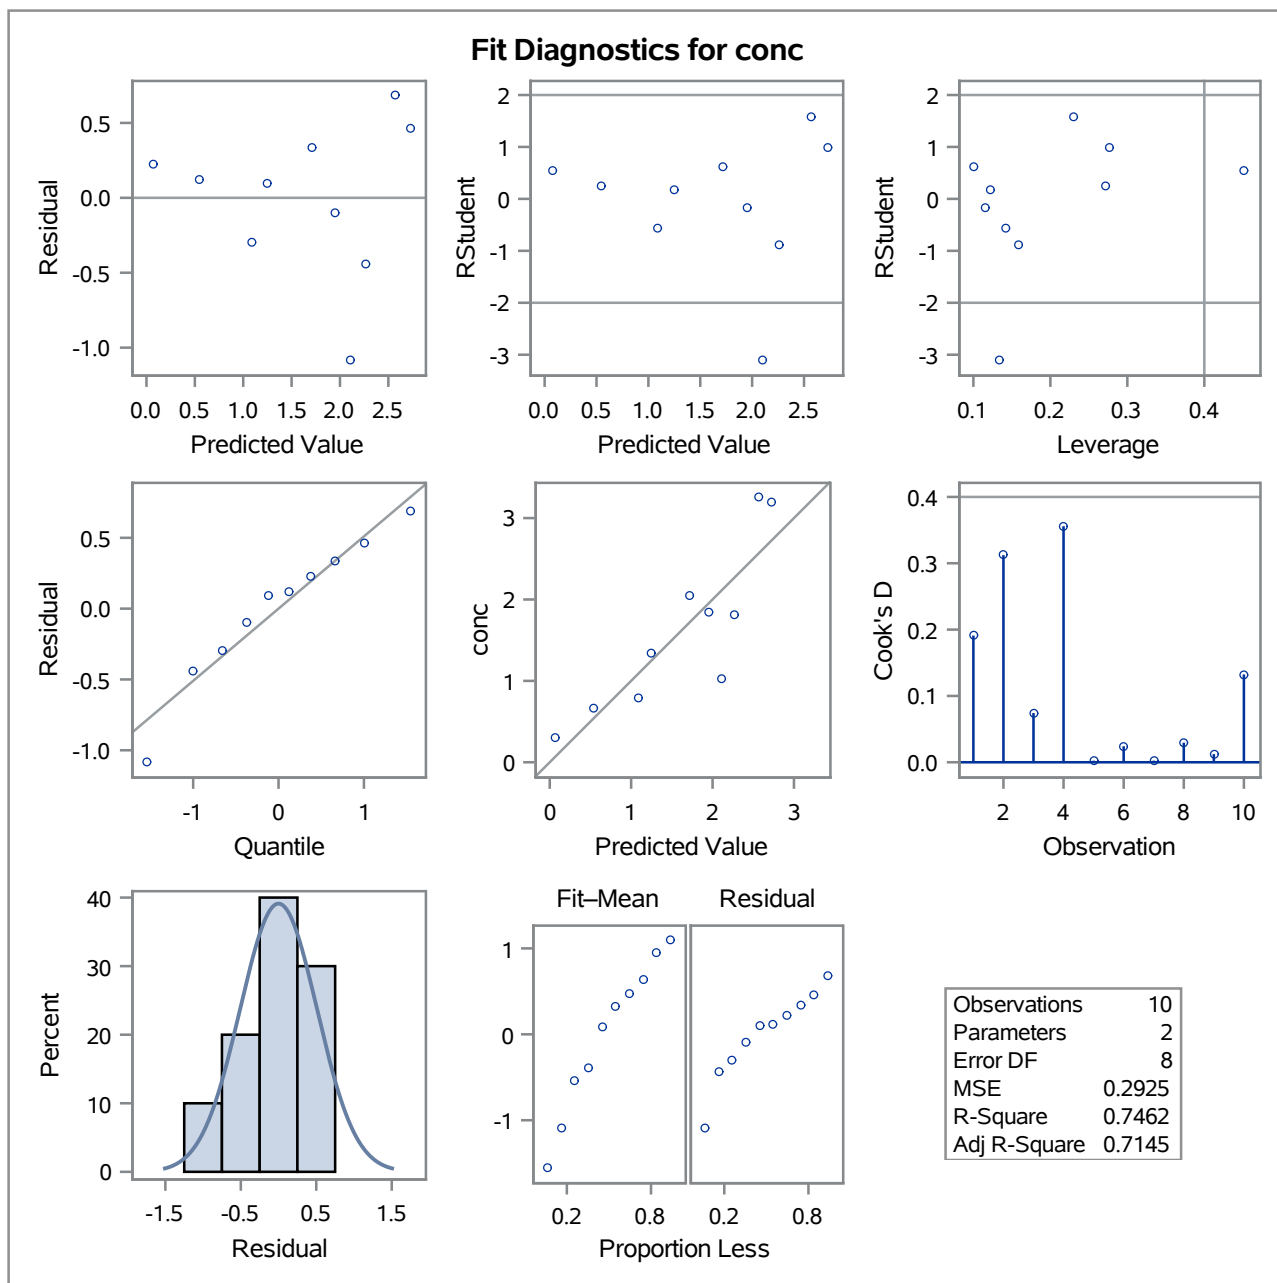 Fit Diagnostics for conc
0.5
0.0
-0.5
-1.0
Residual
0.0 0.5 1.0 1.5 2.0 2.5
Predicted Value
2
1
0
-1
-2
-3
RStudent
0.0 0.5 1.0 1.5 2.0 2.5
Predicted Value
2
1
0
-1
-2
-3
RStudent
0.1 0.2 0.3 0.4
Leverage
0.5
0.0
-0.5
-1.0
Residual
-1 0 1
Quantile
3
2
1
0
conc
0 1 2 3
Predicted Value
0.4
0.3
0.2
0.1
0.0
Cook's D
2 4 6 8 10
Observation
40
30
20
10
0
Percent
-1.5 -0.5 0.5 1.5
Residual
Fit–Mean Residual
1
0
-1
0.2 0.8 0.2 0.8
Proportion Less
Observations 10
Parameters 2
Error DF 8
MSE 0.2925
R-Square 0.7462
Adj R-Square 0.7145